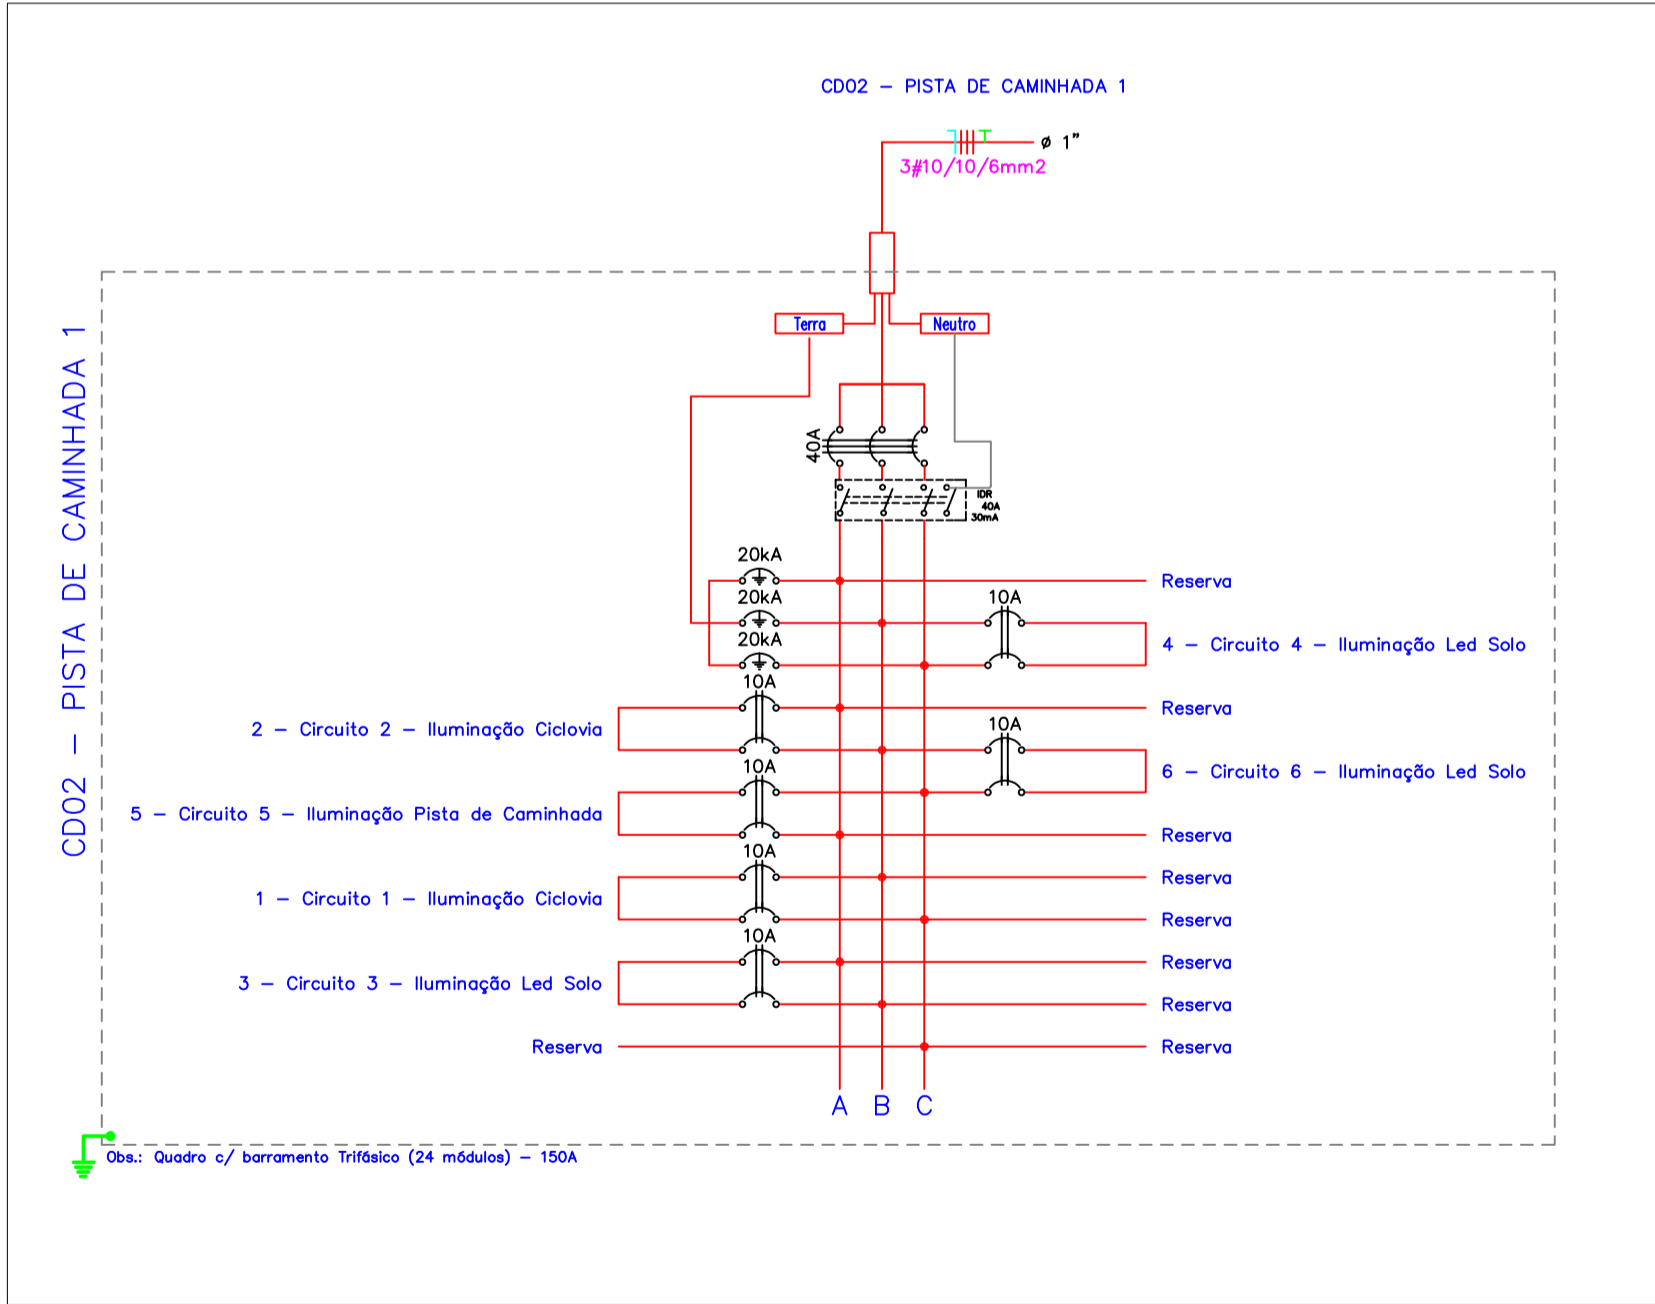 CD02 – PISTA DE CAMINHADA 1
ø 1”
3#10/10/6mm2
CD02 – PISTA DE CAMINHADA 1
Terra
Neutro
40A
IDR
40A
30mA
20kA
Reserva
20kA
10A
4 – Circuito 4 – Iluminação Led Solo
20kA
10A
Reserva
2 – Circuito 2 – Iluminação Ciclovia
10A
6 – Circuito 6 – Iluminação Led Solo
10A
5 – Circuito 5 – Iluminação Pista de Caminhada
Reserva
10A
Reserva
1 – Circuito 1 – Iluminação Ciclovia
Reserva
10A
Reserva
3 – Circuito 3 – Iluminação Led Solo
Reserva
Reserva
Reserva
A B C
Obs.: Quadro c/ barramento Trifásico (24 módulos) – 150A